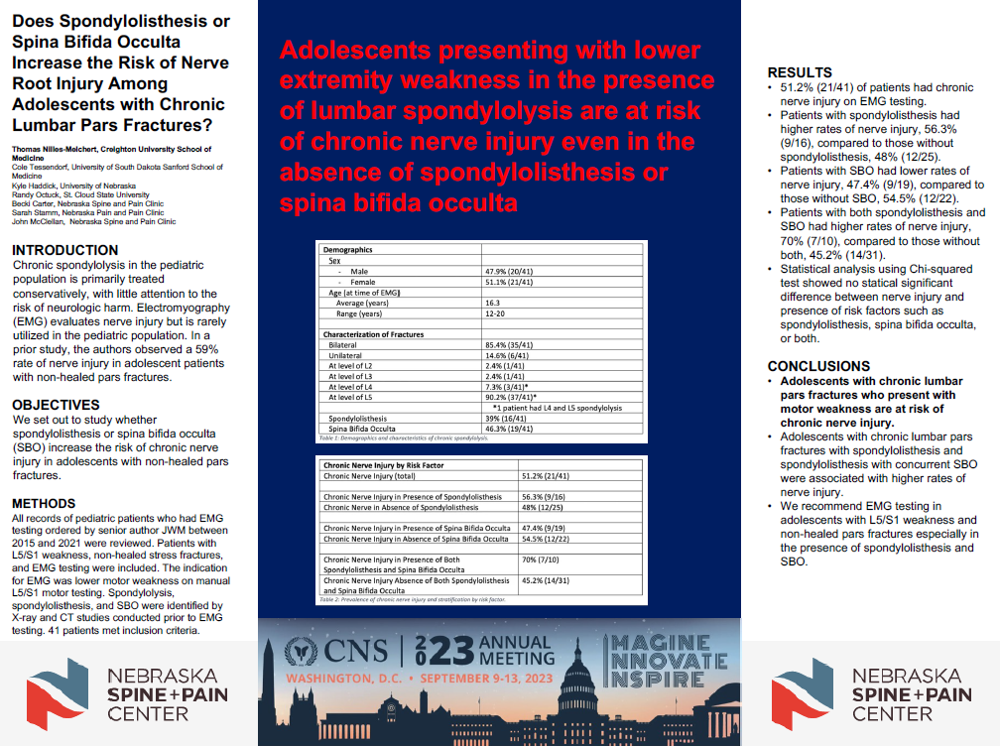 Does Spondylolisthesis or
Spina Bifida Occulta
Increase the Risk of Nerve
Root Injury Among
Adolescents with Chronic
Lumbar Pars Fractures?
Thomas Nilles-Melchert, Creighton University School of
Medicine
Cole Tessendorf, University of South Dakota Sanford School of
Medicine
Kyle Haddick, University of Nebraska
Randy Octuck, St. Cloud State University
Becki Carter, Nebraska Spine and Pain Clinic
Sarah Stamm, Nebraska Pain and Pain Clinic
John McClellan, Nebraska Spine and Pain Clinic
INTRODUCTION
Chronic spondylolysis in the pediatric
population is primarily treated
conservatively, with little attention to the
risk of neurologic harm. Electromyography
(EMG) evaluates nerve injury but is rarely
utilized in the pediatric population. In a
prior study, the authors observed a 59%
rate of nerve injury in adolescent patients
with non-healed pars fractures.
OBJECTIVES
We set out to study whether
spondylolisthesis or spina bifida occulta
(SBO) increase the risk of chronic nerve
injury in adolescents with non-healed pars
fractures.
METHODS
All records of pediatric patients who had EMG
testing ordered by senior author JWM between
2015 and 2021 were reviewed. Patients with
L5/S1 weakness, non-healed stress fractures,
and EMG testing were included. The indication
for EMG was lower motor weakness on manual
L5/S1 motor testing. Spondylolysis,
spondylolisthesis, and SBO were identified by
X-ray and CT studies conducted prior to EMG
testing. 41 patients met inclusion criteria.
NEBRASKA
SPINE+PAIN
CENTER
Adolescents presenting with lower
extremity weakness in the presence
of lumbar spondylolysis are at risk
of chronic nerve injury even in the
absence of spondylolisthesis or
spina bifida occulta
Demographics
Sex
- Male 47.9% (20/41)
- Female 51.1% (21/41)
Age (at time of EMG)
Average (years) 16.3
Range (years) 12-20
Characterization of Fractures
Bilateral 85.4% (35/41)
Unilateral 14.6% (6/41)
At level of L2 2.4% (1/41)
At level of L3 2.4% (1/41)
At level of L4 7.3% (3/41)*
At level of L5 90.2% (37/41)*
*1 patient had L4 and L5 spondylolysis
Spondylolisthesis 39% (16/41)
Spina Bifida Occulta 46.3% (19/41)
Table 1: Demographics and characteristics of chronic spondylolysis.
Chronic Nerve Injury by Risk Factor
Chronic Nerve Injury (total) 51.2% (21/41)
Chronic Nerve Injury in Presence of Spondylolisthesis 56.3% (9/16)
Chronic Nerve in Absence of Spondylolisthesis 48% (12/25)
Chronic Nerve Injury in Presence of Spina Bifida Occulta 47.4% (9/19)
Chronic Nerve Injury in Absence of Spina Bifida Occulta 54.5% (12/22)
Chronic Nerve Injury in Presence of Both 70% (7/10)
Spondylolisthesis and Spina Bifida Occulta
Chronic Nerve Injury Absence of Both Spondylolisthesis 45.2% (14/31)
and Spina Bifida Occulta
Table 2: Prevalence of chronic nerve injury and stratification by risk factor.
CNS 2023 ANNUAL
MEETING
WASHINGTON, D.C. • SEPTEMBER 9-13, 2023
IMAGINE
INNOVATE
INSPIRE
RESULTS
• 51.2% (21/41) of patients had chronic
nerve injury on EMG testing.
• Patients with spondylolisthesis had
higher rates of nerve injury, 56.3%
(9/16), compared to those without
spondylolisthesis, 48% (12/25).
• Patients with SBO had lower rates of
nerve injury, 47.4% (9/19), compared to
those without SBO, 54.5% (12/22).
• Patients with both spondylolisthesis and
SBO had higher rates of nerve injury,
70% (7/10), compared to those without
both, 45.2% (14/31).
• Statistical analysis using Chi-squared
test showed no statical significant
difference between nerve injury and
presence of risk factors such as
spondylolisthesis, spina bifida occulta,
or both.
CONCLUSIONS
• Adolescents with chronic lumbar
pars fractures who present with
motor weakness are at risk of
chronic nerve injury.
• Adolescents with chronic lumbar pars
fractures with spondylolisthesis and
spondylolisthesis with concurrent SBO
were associated with higher rates of
nerve injury.
• We recommend EMG testing in
adolescents with L5/S1 weakness and
non-healed pars fractures especially in
the presence of spondylolisthesis and
SBO.
NEBRASKA
SPINE+PAIN
CENTER